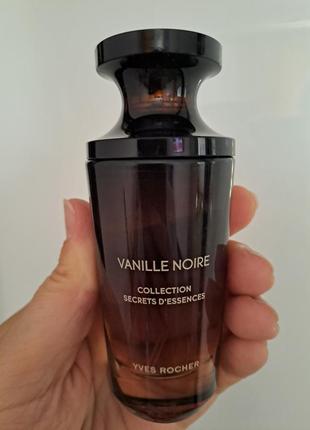 VANILLE NOIRE
COLLECTION
SECRETS D'ESSENCES
YVES ROCHER